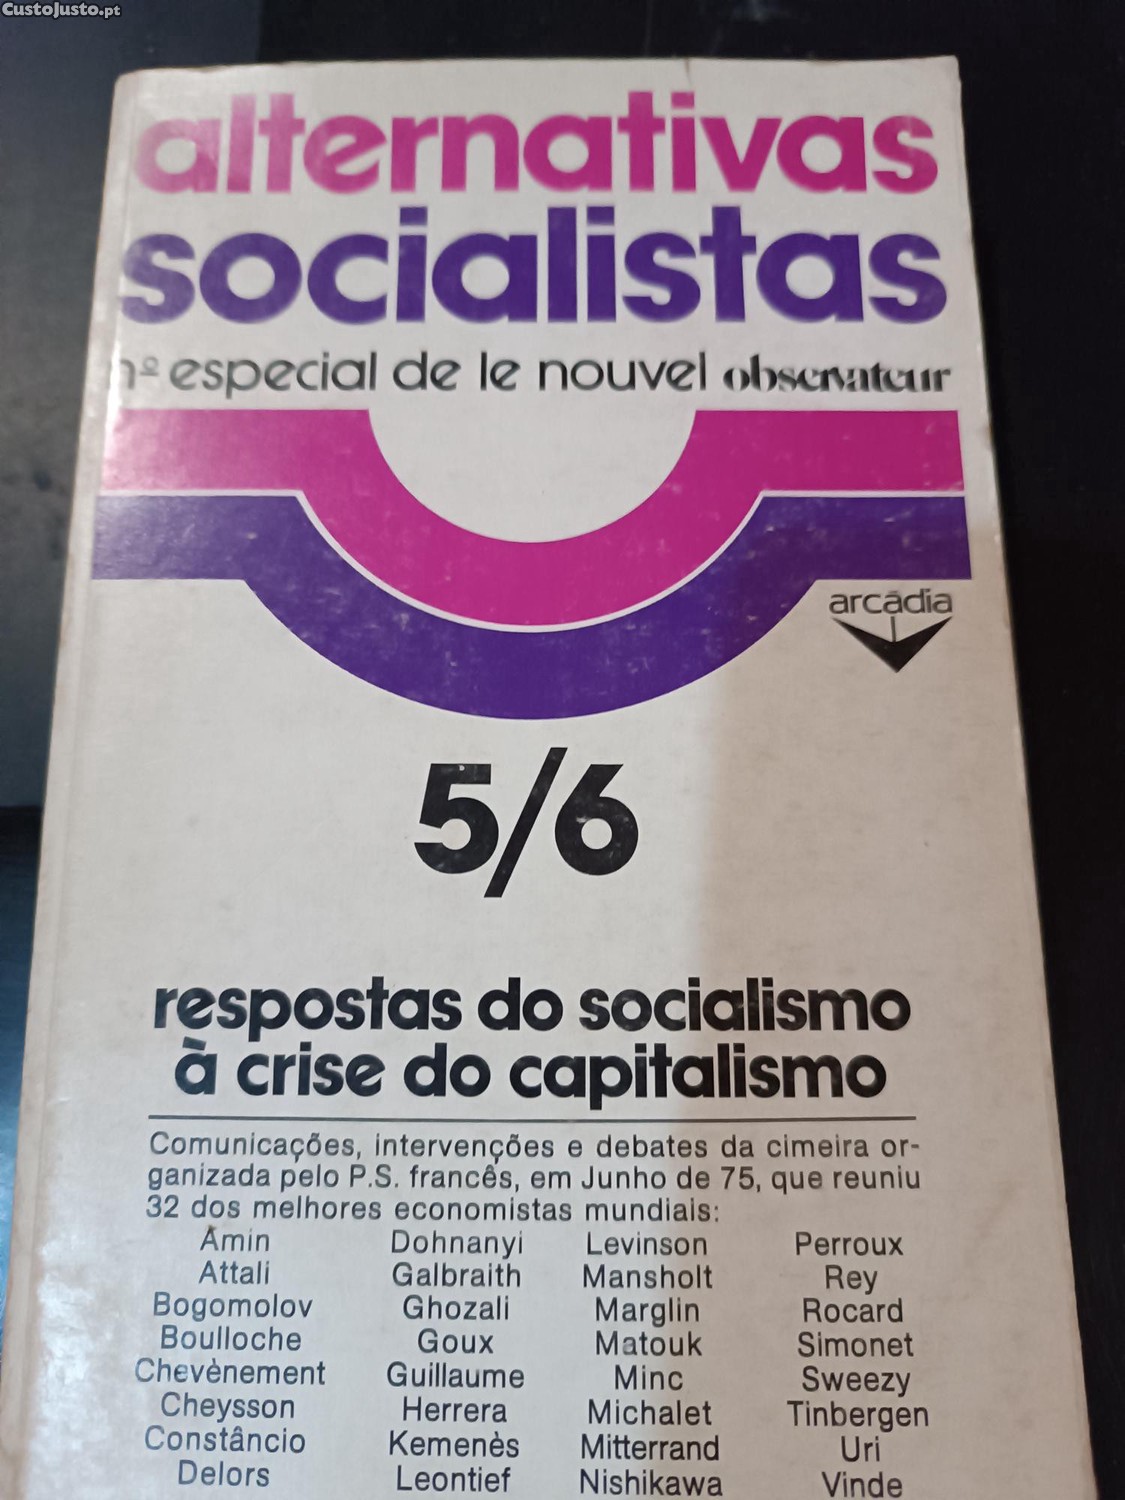 CustoJusto.pt
alternativas
socialistas
nº especial de le nouvel observateur
arcádia
5/6
respostas do socialismo
à crise do capitalismo
Comunicações, intervenções e debates da cimeira or-
ganizada pelo P.S. francês, em Junho de 75, que reuniu
32 dos melhores economistas mundiais:
Amin Dohnanyi Levinson Perroux
Attali Galbraith Mansholt Rey
Bogomolov Ghozali Marglin Rocard
Boulloche Goux Matouk Simonet
Chevènement Guillaume Minc Sweezy
Cheysson Herrera Michalet Tinbergen
Constâncio Kemenès Mitterrand Uri
Delors Leontief Nishikawa Vinde